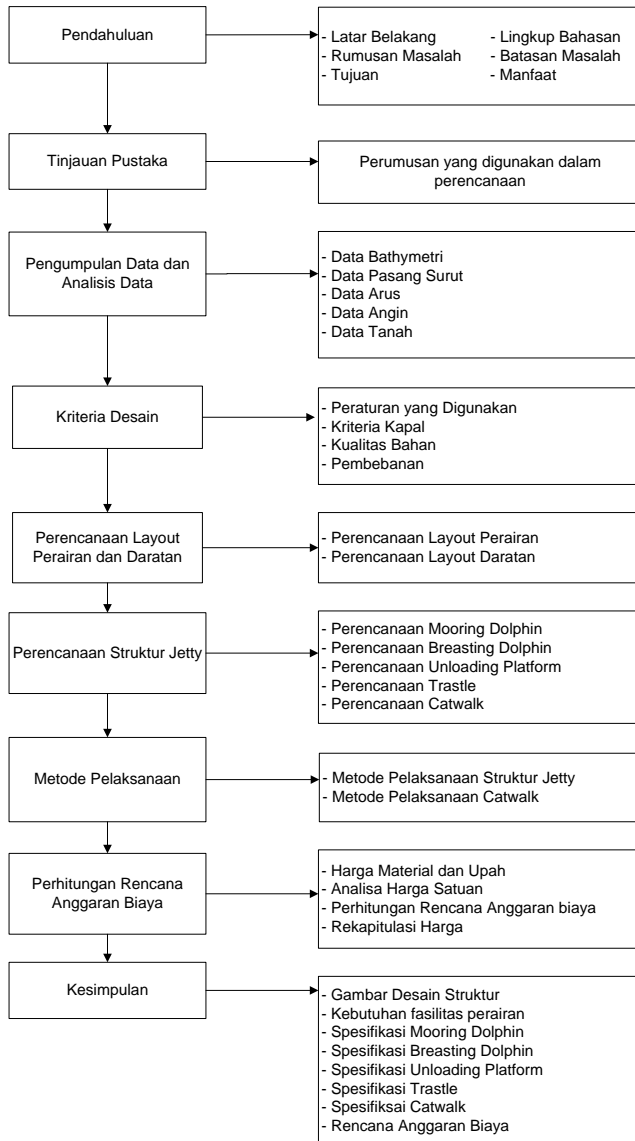 Pendahuluan
- Latar Belakang - Lingkup Bahasan
- Rumusan Masalah - Batasan Masalah
- Tujuan - Manfaat
Tinjauan Pustaka
Perumusan yang digunakan dalam
perencanaan
Pengumpulan Data dan
Analisis Data
- Data Bathymetri
- Data Pasang Surut
- Data Arus
- Data Angin
- Data Tanah
Kriteria Desain
- Peraturan yang Digunakan
- Kriteria Kapal
- Kualitas Bahan
- Pembebanan
Perencanaan Layout
Perairan dan Daratan
- Perencanaan Layout Perairan
- Perencanaan Layout Daratan
Perencanaan Struktur Jetty
- Perencanaan Mooring Dolphin
- Perencanaan Breasting Dolphin
- Perencanaan Unloading Platform
- Perencanaan Trastle
- Perencanaan Catwalk
Metode Pelaksanaan
- Metode Pelaksanaan Struktur Jetty
- Metode Pelaksanaan Catwalk
Perhitungan Rencana
Anggaran Biaya
- Harga Material dan Upah
- Analisa Harga Satuan
- Perhitungan Rencana Anggaran biaya
- Rekapitulasi Harga
Kesimpulan
- Gambar Desain Struktur
- Kebutuhan fasilitas perairan
- Spesifikasi Mooring Dolphin
- Spesifikasi Breasting Dolphin
- Spesifikasi Unloading Platform
- Spesifikasi Trastle
- Spesifiksai Catwalk
- Rencana Anggaran Biaya